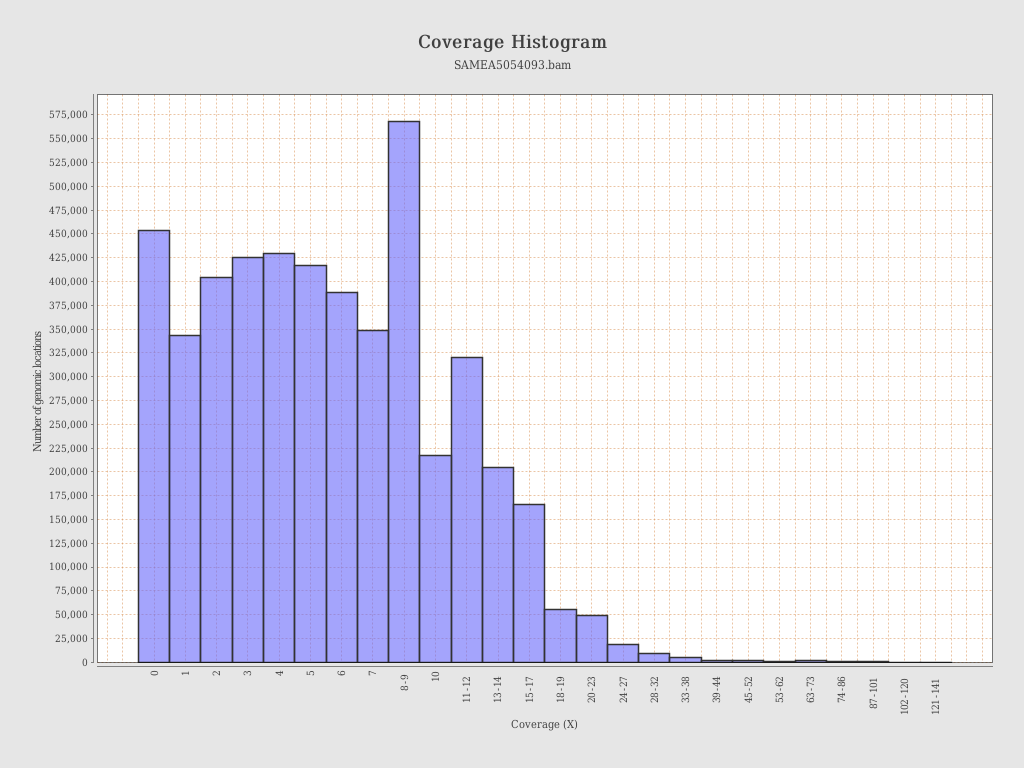 Coverage Histogram
SAMEA5054093.bam
575,000
550,000
525,000
500,000
475,000
450,000
425,000
400,000
375,000
350,000
325,000
300,000
275,000
250,000
225,000
200,000
175,000
150,000
125,000
100,000
75,000
50,000
25,000
0
Number of genomic locations
0
1
2
3
4
5
6
7
8 - 9
10
11 - 12
13 - 14
15 - 17
18 - 19
20 - 23
24 - 27
28 - 32
33 - 38
39 - 44
45 - 52
53 - 62
63 - 73
74 - 86
87 - 101
102 - 120
121 - 141
Coverage (X)